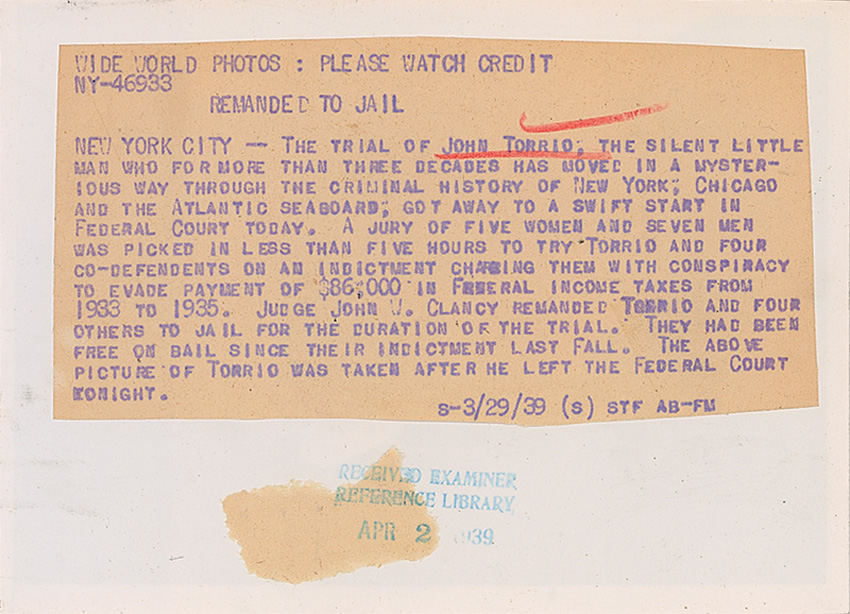 WIDE WORLD PHOTOS : PLEASE WATCH CREDIT
NY-46933
REMANDED TO JAIL
NEW YORK CITY — THE TRIAL OF JOHN TORRIO, THE SILENT LITTLE
MAN WHO FOR MORE THAN THREE DECADES HAS MOVED IN A MYSTER-
IOUS WAY THROUGH THE CRIMINAL HISTORY OF NEW YORK, CHICAGO
AND THE ATLANTIC SEABOARD, GOT AWAY TO A SWIFT START IN
FEDERAL COURT TODAY. A JURY OF FIVE WOMEN AND SEVEN MEN
WAS PICKED IN LESS THAN FIVE HOURS TO TRY TORRIO AND FOUR
CO-DEFENDENTS ON AN INDICTMENT CHARGING THEM WITH CONSPIRACY
TO EVADE PAYMENT OF $86,000 IN FEDERAL INCOME TAXES FROM
1933 TO 1935. JUDGE JOHN W. CLANCY REMANDED TORRIO AND FOUR
OTHERS TO JAIL FOR THE DURATION OF THE TRIAL. THEY HAD BEEN
FREE ON BAIL SINCE THEIR INDICTMENT LAST FALL. THE ABOVE
PICTURE OF TORRIO WAS TAKEN AFTER HE LEFT THE FEDERAL COURT
TONIGHT.
S-3/29/39 (S) STF AB-FM
RECEIVED EXAMINER
REFERENCE LIBRARY
APR 2 1939